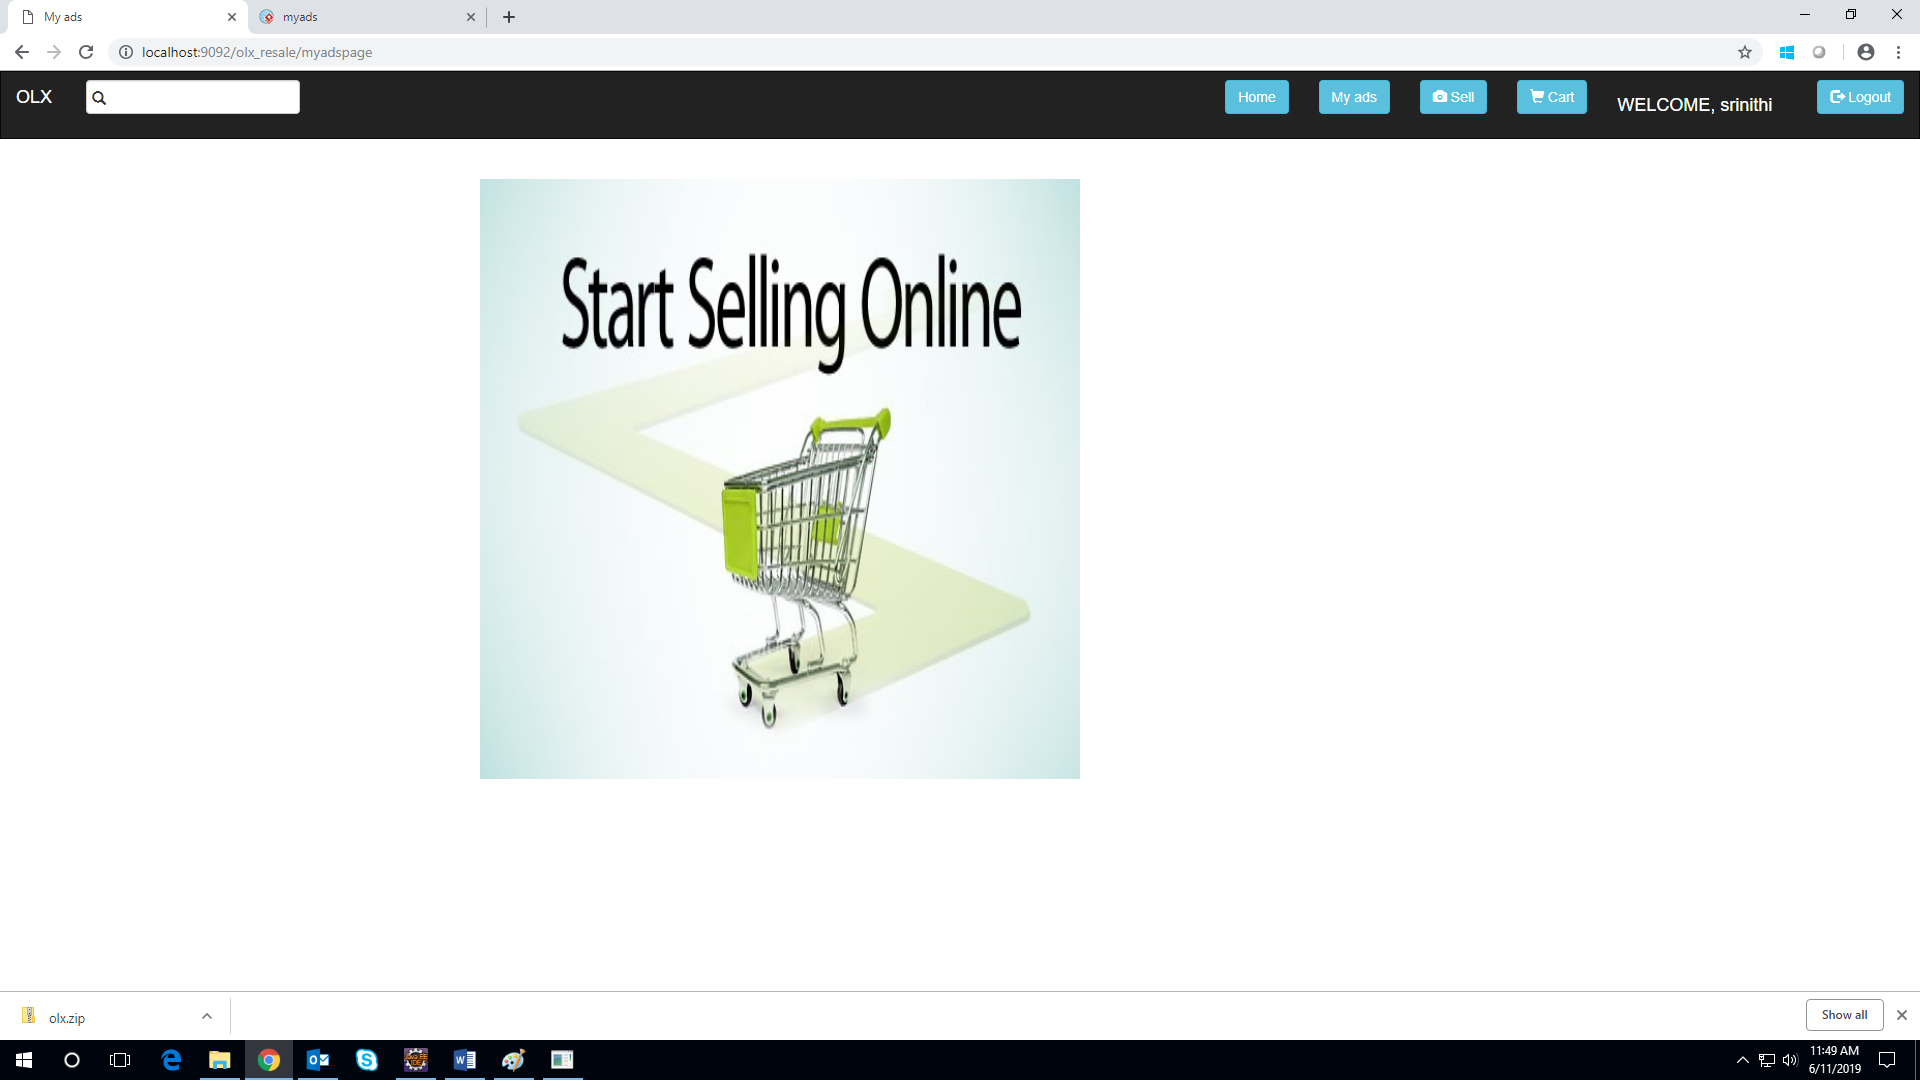 My ads
myads
localhost:9092/olx_resale/myadspage
OLX
Home
My ads
Sell
Cart
WELCOME, srinithi
Logout
Start Selling Online
olx.zip
Show all
11:49 AM
6/11/2019